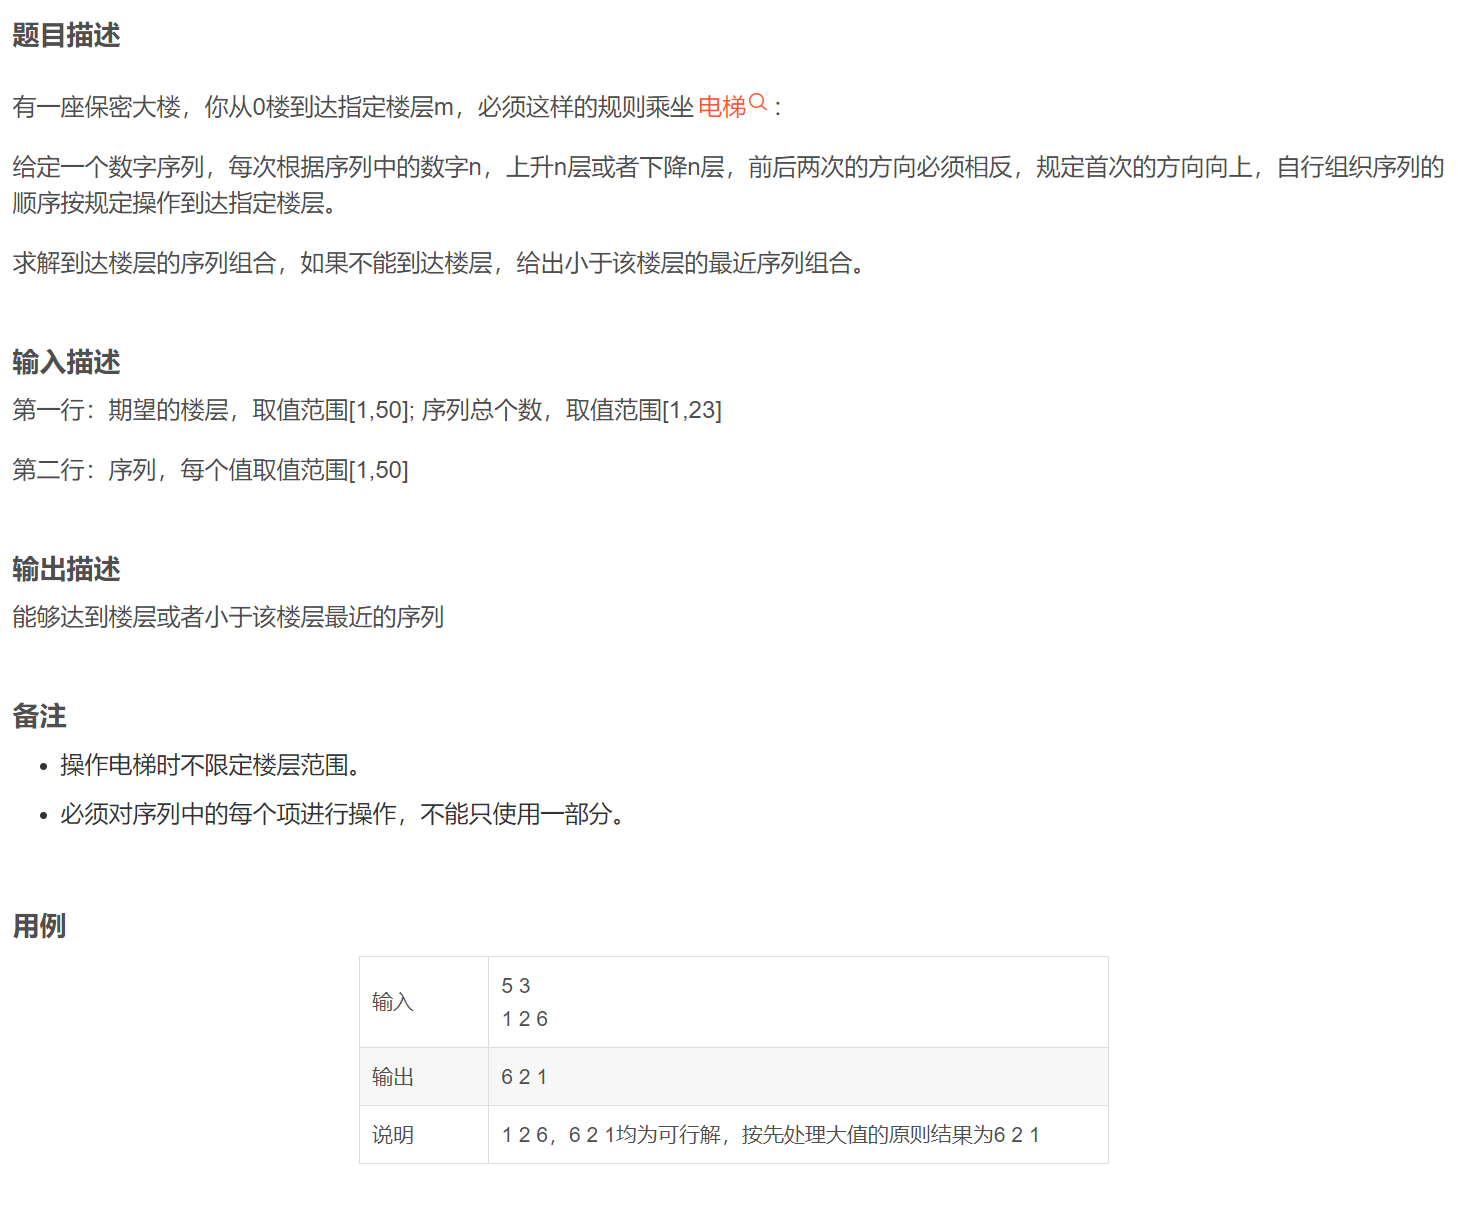 题目描述
有一座保密大楼，你从0楼到达指定楼层m，必须这样的规则乘坐电梯：
给定一个数字序列，每次根据序列中的数字n，上升n层或者下降n层，前后两次的方向必须相反，规定首次的方向向上，自行组织序列的
顺序按规定操作到达指定楼层。
求解到达楼层的序列组合，如果不能到达楼层，给出小于该楼层的最近序列组合。
输入描述
第一行：期望的楼层，取值范围[1,50]; 序列总个数，取值范围[1,23]
第二行：序列，每个值取值范围[1,50]
输出描述
能够达到楼层或者小于该楼层最近的序列
备注
• 操作电梯时不限定楼层范围。
• 必须对序列中的每个项进行操作，不能只使用一部分。
用例
输入
5 3
1 2 6
输出
6 2 1
说明
1 2 6，6 2 1均为可行解，按先处理大值的原则结果为6 2 1